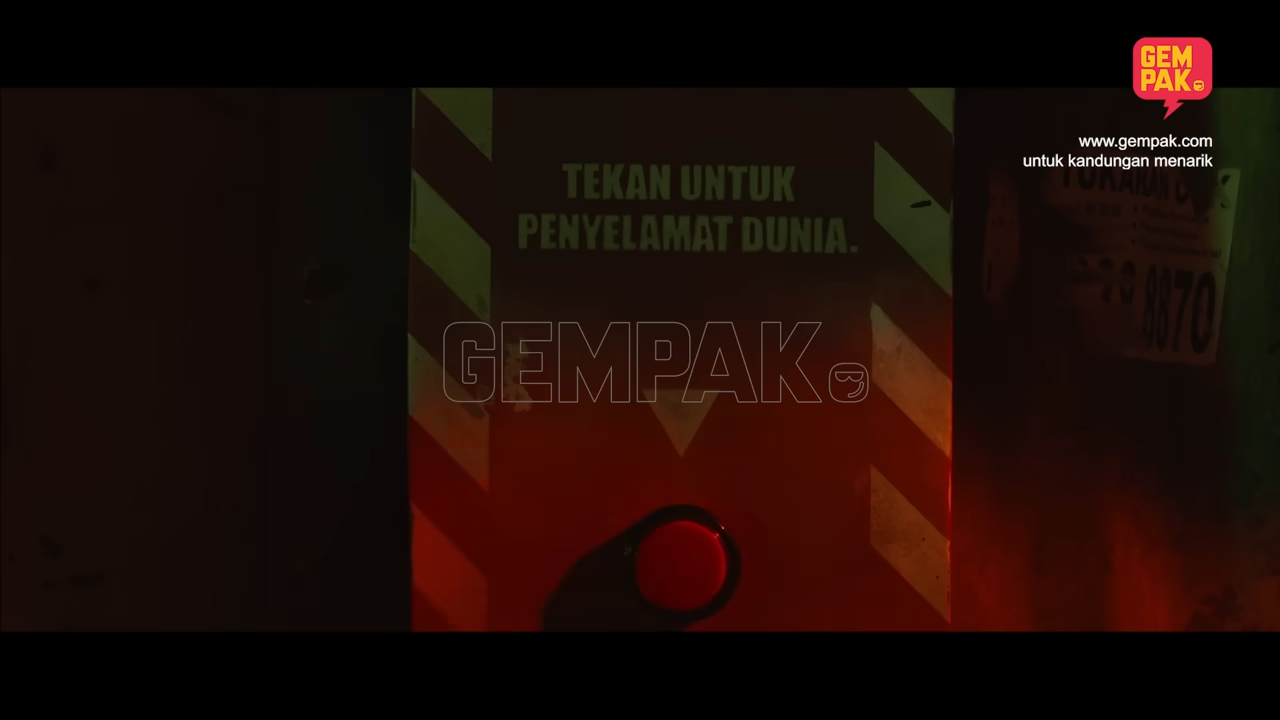 GEM
PAK
www.gempak.com
untuk kandungan menarik
TEKAN UNTUK
PENYELAMAT DUNIA.
GEMPAK
8870